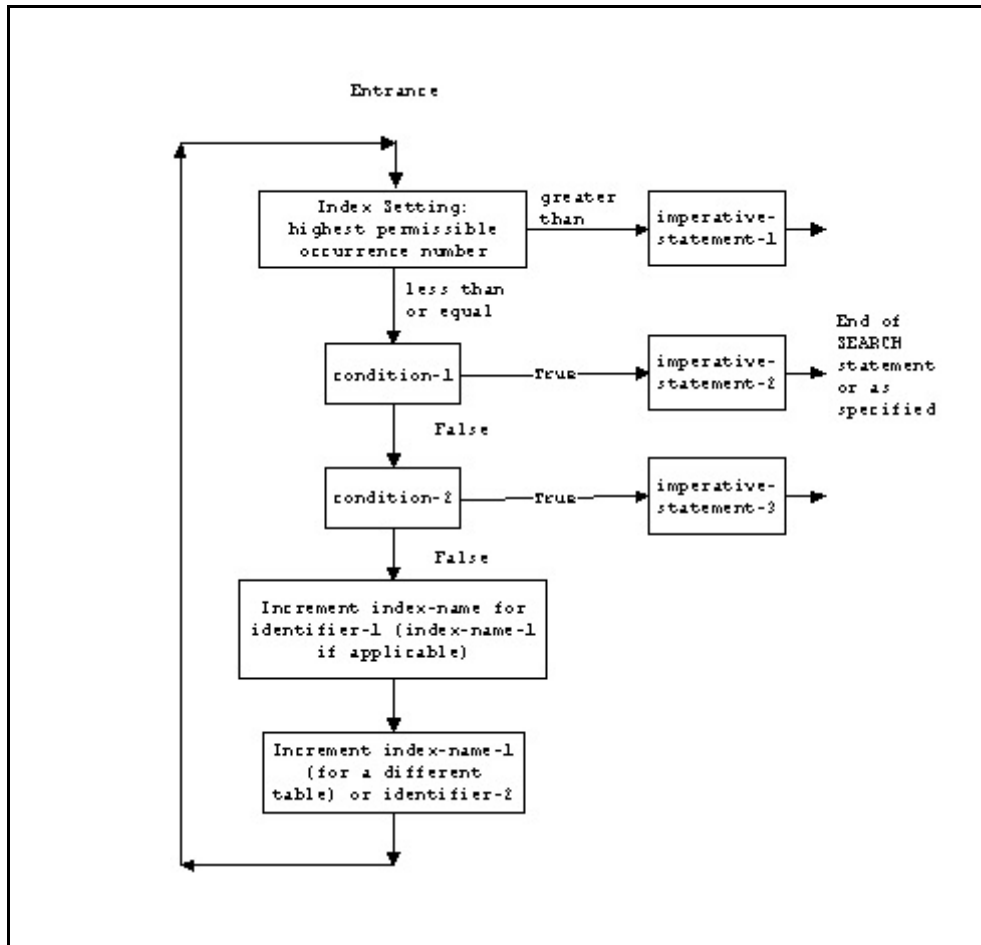 Entrance
Index Setting:
highest permissible
occurrence number
greater
than
imperative-
statement-1
less than
or equal
condition-1
True
imperative-
statement-2
End of
SEARCH
statement
or as
specified
False
condition-2
True
imperative-
statement-3
False
Increment index-name for
identifier-1 (index-name-1
if applicable)
Increment index-name-1
(for a different
table) or identifier-2